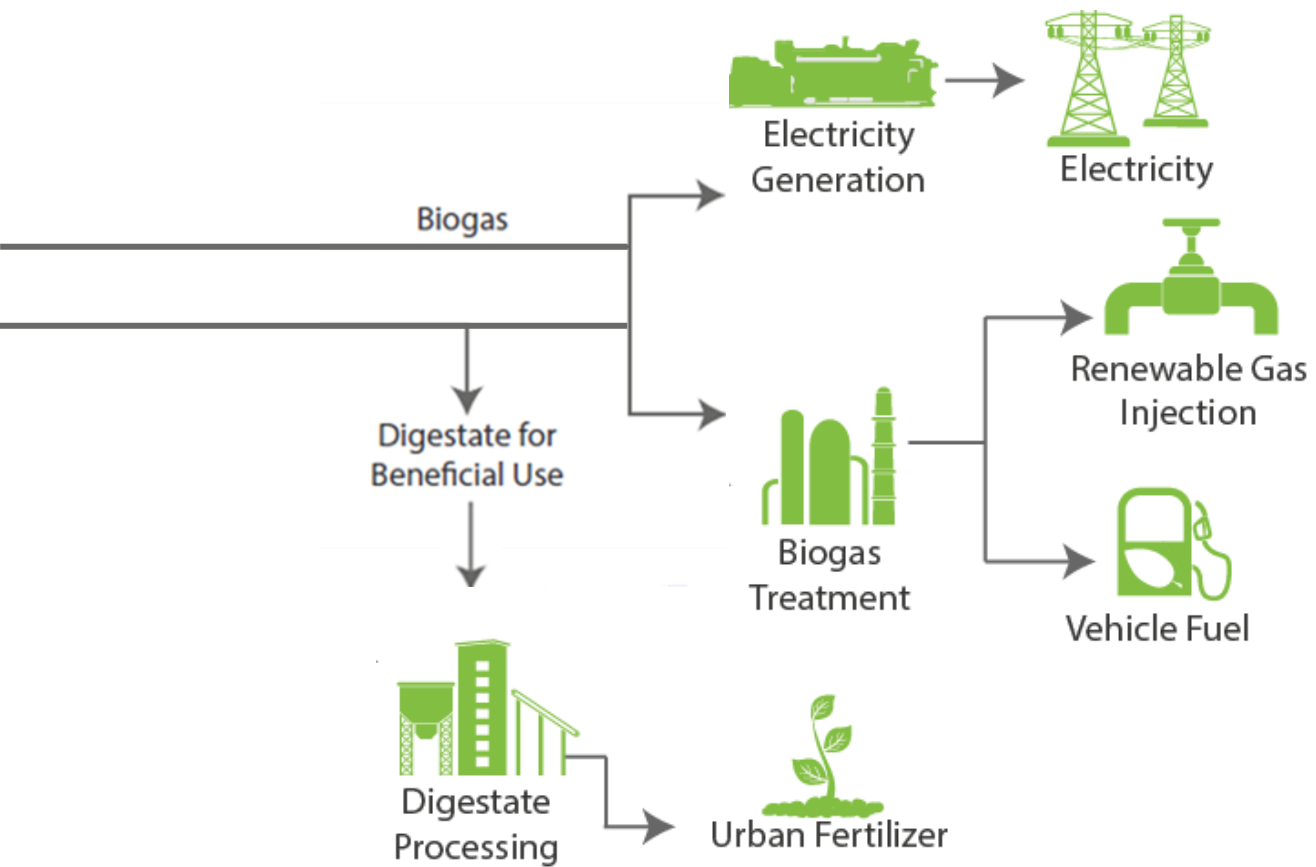 Electricity
Generation
Electricity
Biogas
Renewable Gas
Injection
Digestate for
Beneficial Use
Biogas
Treatment
Vehicle Fuel
Digestate
Processing
Urban Fertilizer